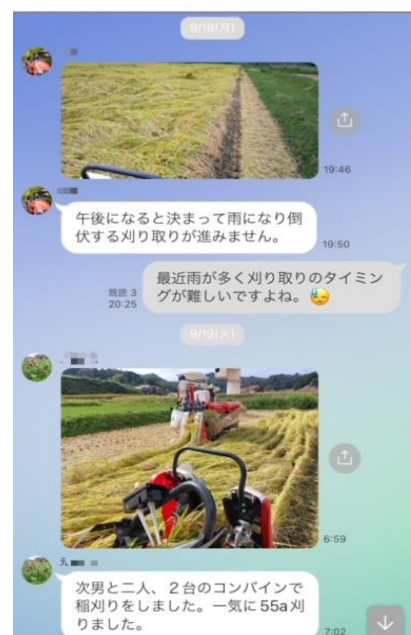 9/18(月)
19:46
午後になると決まって雨になり倒
伏する刈り取りが進みません。
19:50
最近雨が多く刈り取りのタイミン
グが難しいですよね。😓
既読 3
20:25
9/19(火)
6:59
次男と二人、２台のコンバインで
稲刈りをしました。一気に55a刈
りました。
7:02